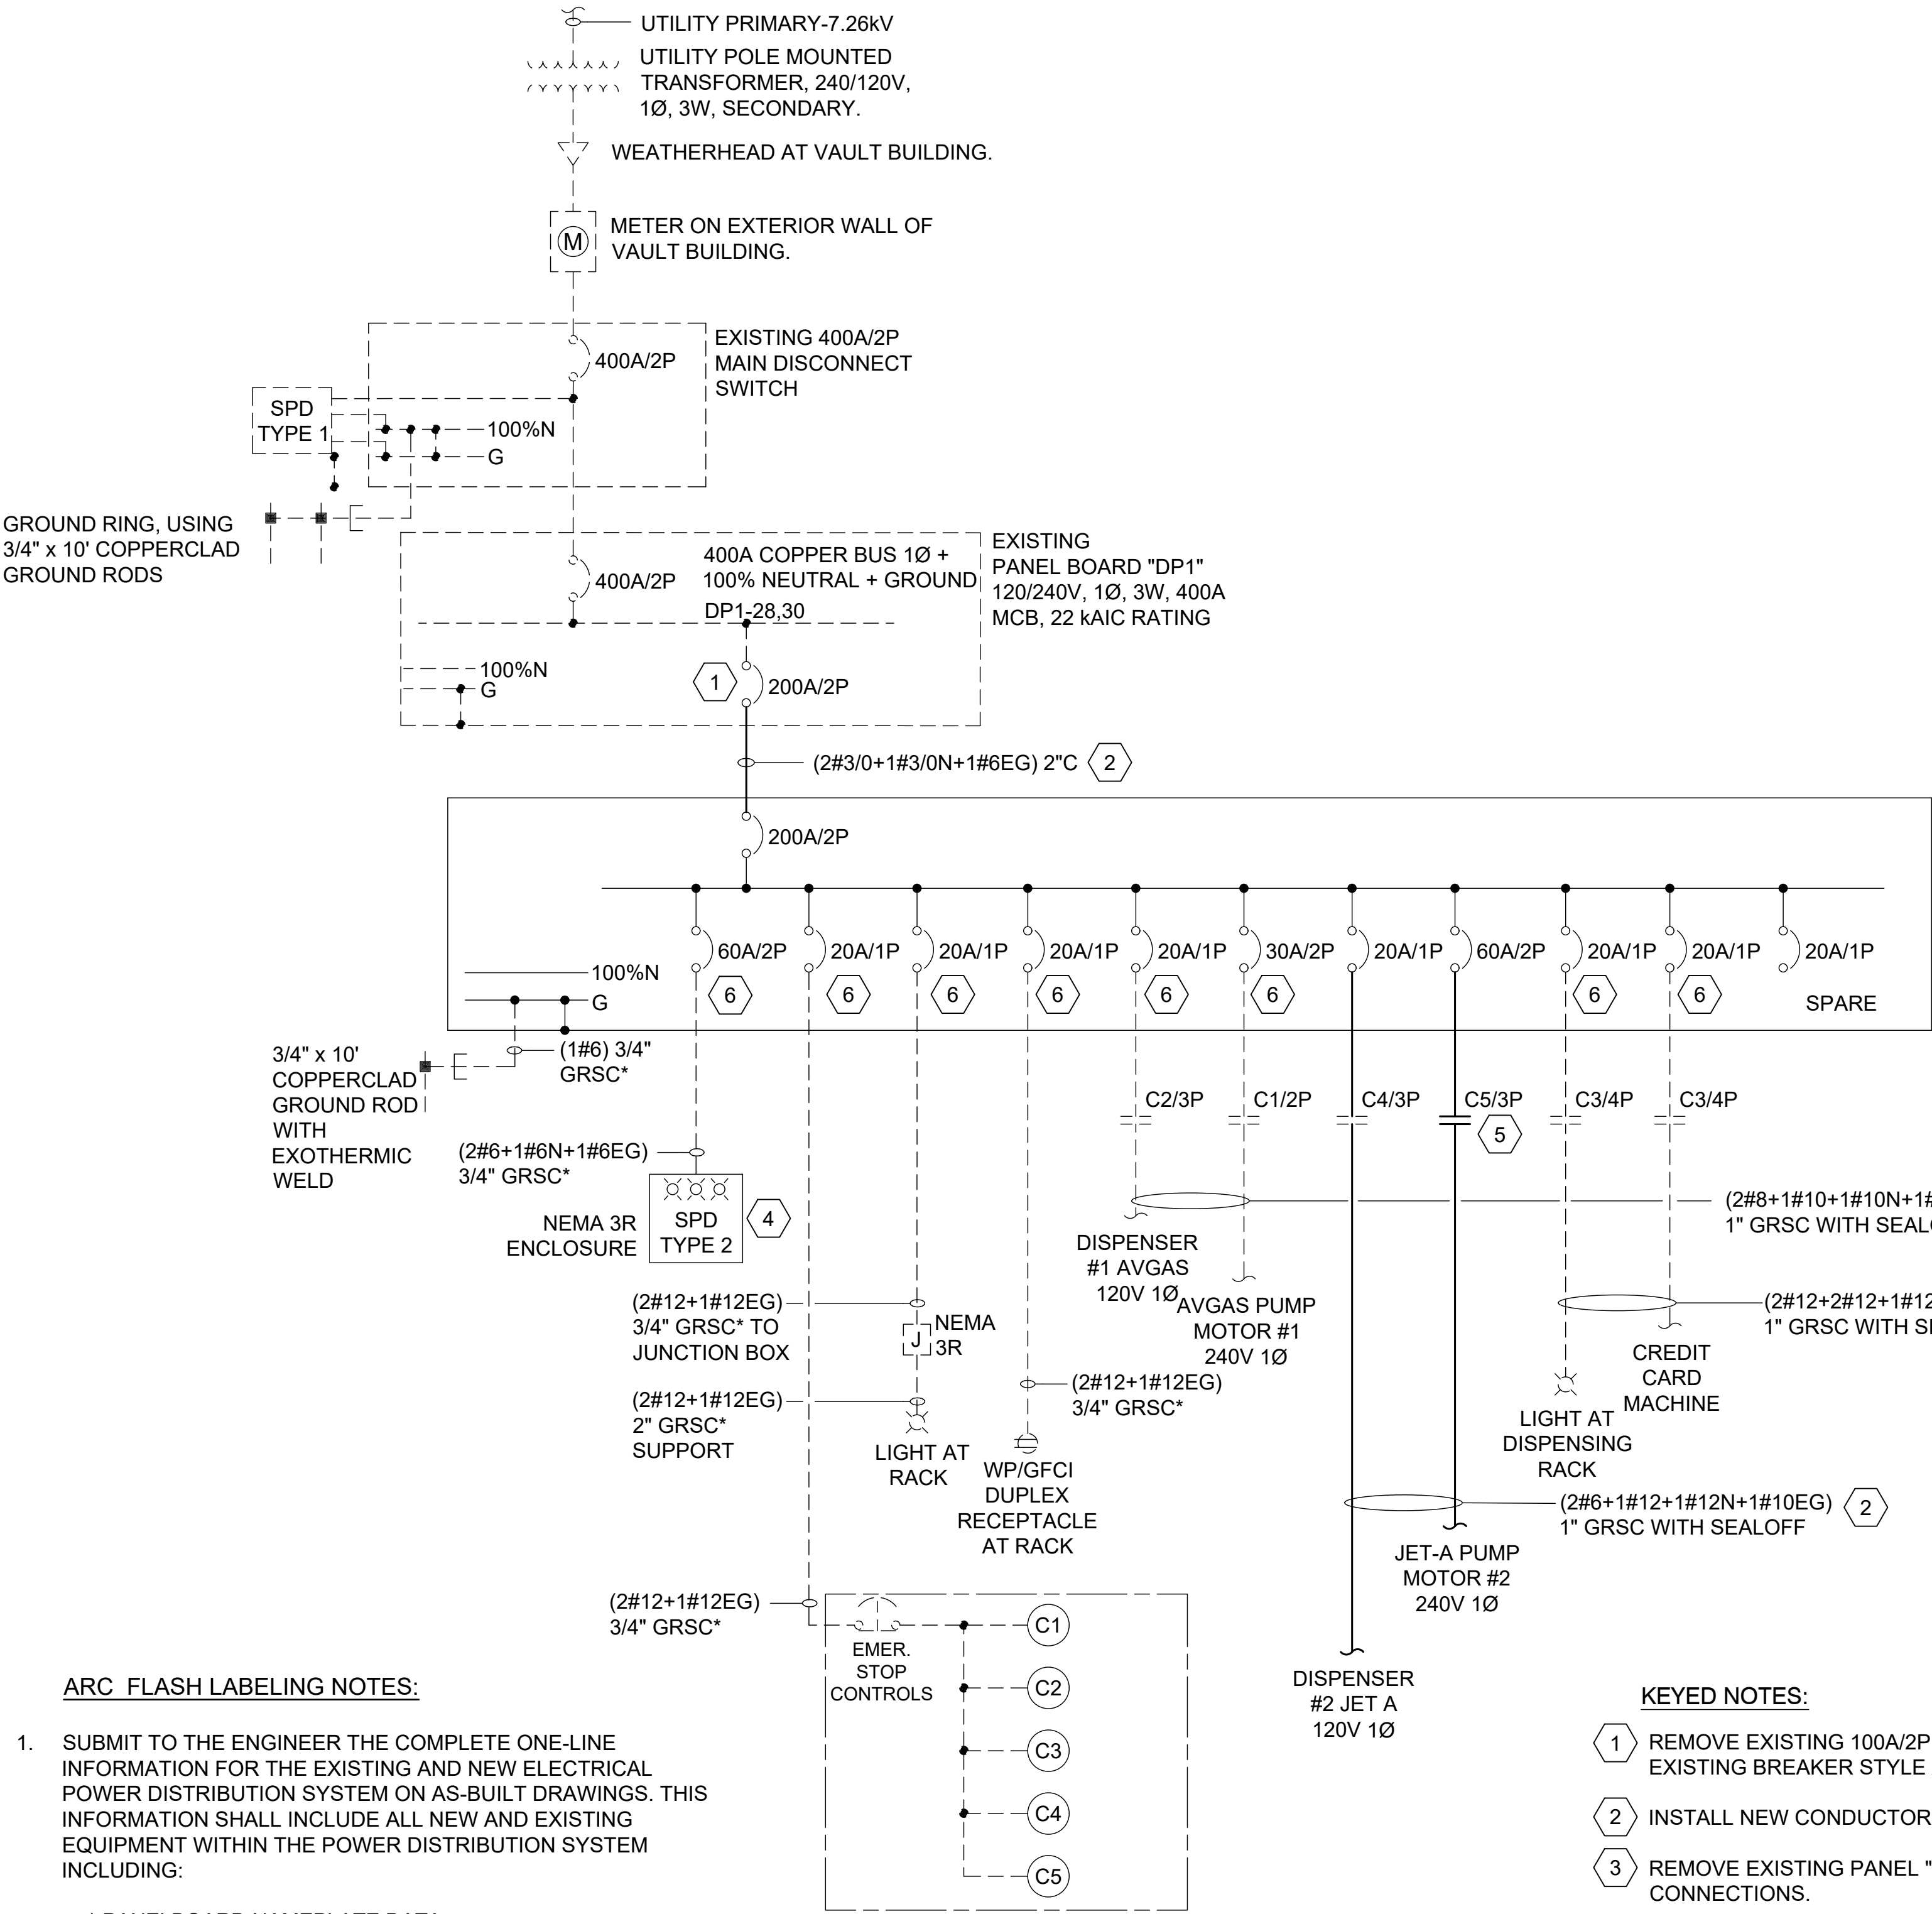 UTILITY PRIMARY-7.26kV
UTILITY POLE MOUNTED
TRANSFORMER, 240/120V,
1Ø, 3W, SECONDARY.
WEATHERHEAD AT VAULT BUILDING.
M
METER ON EXTERIOR WALL OF
VAULT BUILDING.
400A/2P
EXISTING 400A/2P
MAIN DISCONNECT
SWITCH
SPD
TYPE 1
100%N
G
GROUND RING, USING
3/4" x 10' COPPERCLAD
GROUND RODS
400A/2P
400A COPPER BUS 1Ø +
100% NEUTRAL + GROUND
DP1-28,30
EXISTING
PANEL BOARD "DP1"
120/240V, 1Ø, 3W, 400A
MCB, 22 kAIC RATING
100%N
G
1
200A/2P
(2#3/0+1#3/0N+1#6EG) 2"C
2
200A/2P
60A/2P
20A/1P
20A/1P
20A/1P
20A/1P
30A/2P
20A/1P
60A/2P
20A/1P
20A/1P
20A/1P
100%N
G
6
6
6
6
6
6
6
6
SPARE
3/4" x 10'
COPPERCLAD
GROUND ROD
WITH
EXOTHERMIC
WELD
(1#6) 3/4"
GRSC*
C2/3P
C1/2P
C4/3P
C5/3P
C3/4P
C3/4P
5
(2#6+1#6N+1#6EG)
3/4" GRSC*
NEMA 3R
ENCLOSURE
SPD
TYPE 2
4
(2#8+1#10+1#10N+1#
1" GRSC WITH
DISPENSER
#1 AVGAS
120V 1Ø
AVGAS PUMP
MOTOR #1
240V 1Ø
(2#12+1#12EG)
3/4" GRSC* TO
JUNCTION BOX
J
NEMA
3R
(2#12+2#12+1#12
1" GRSC WITH
CREDIT
CARD
MACHINE
(2#12+1#12EG)
2" GRSC*
SUPPORT
LIGHT AT
RACK
(2#12+1#12EG)
3/4" GRSC*
WP/GFCI
DUPLEX
RECEPTACLE
AT RACK
LIGHT AT
DISPENSING
RACK
(2#6+1#12+1#12N+1#10EG)
1" GRSC WITH SEALOFF
2
JET-A PUMP
MOTOR #2
240V 1Ø
(2#12+1#12EG)
3/4" GRSC*
EMER.
STOP
CONTROLS
C1
C2
C3
C4
C5
DISPENSER
#2 JET A
120V 1Ø
ARC FLASH LABELING NOTES:
1. SUBMIT TO THE ENGINEER THE COMPLETE ONE-LINE
INFORMATION FOR THE EXISTING AND NEW ELECTRICAL
POWER DISTRIBUTION SYSTEM ON AS-BUILT DRAWINGS. THIS
INFORMATION SHALL INCLUDE ALL NEW AND EXISTING
EQUIPMENT WITHIN THE POWER DISTRIBUTION SYSTEM
INCLUDING:
KEYED NOTES:
1 REMOVE EXISTING 100A/2P
EXISTING BREAKER STYLE
2 INSTALL NEW CONDUCTOR
3 REMOVE EXISTING PANEL "
CONNECTIONS.